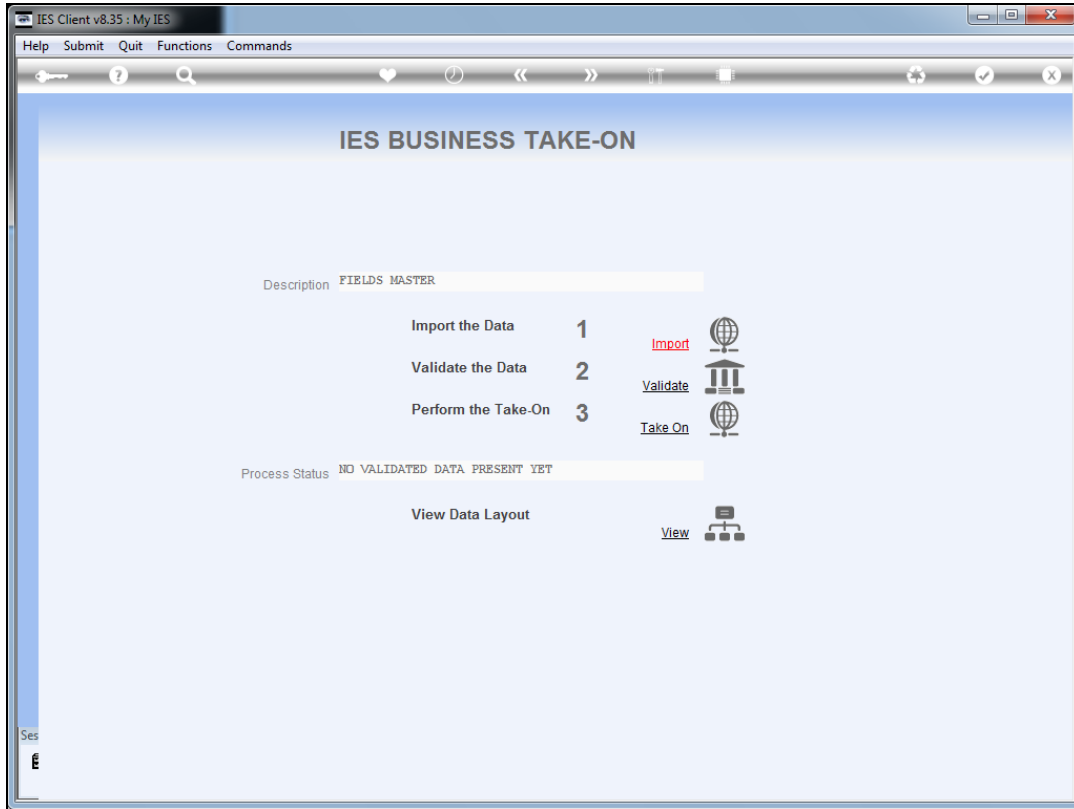 IES Client v8.35 : My IES
Help Submit Quit Functions Commands
IES BUSINESS TAKE-ON
Description FIELDS MASTER
Import the Data 1 Import
Validate the Data 2 Validate
Perform the Take-On 3 Take On
Process Status NO VALIDATED DATA PRESENT YET
View Data Layout View
Ses